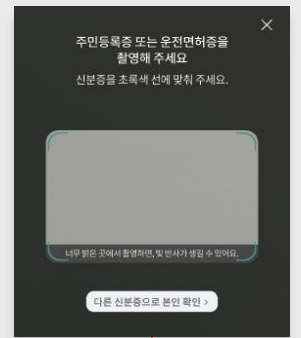 주민등록증 또는 운전면허증을
촬영해 주세요
신분증을 초록색 선에 맞춰 주세요.
너무 밝은 곳에서 촬영하면, 빛 반사가 생길 수 있어요.
다른 신분증으로 본인 확인 >